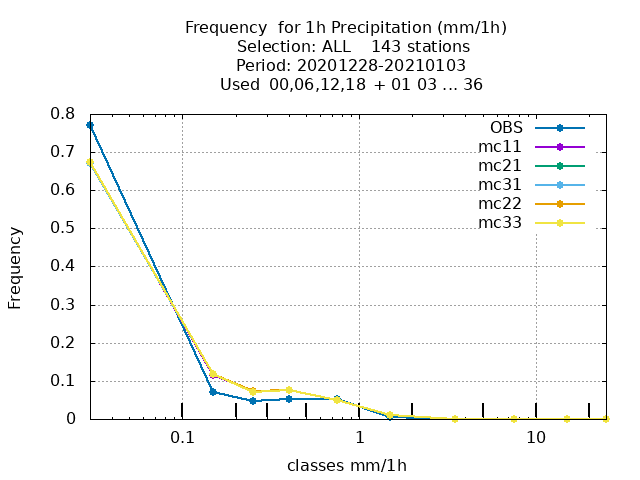 Frequency  for 1h Precipitation (mm/1h)
Selection: ALL    143 stations
Period: 20201228-20210103
Used  00,06,12,18  + 01 03 ... 36
0.8
0.7
0.6
0.5
0.4
0.3
0.2
0.1
0
Frequency
OBS
mc11
mc21
mc31
mc22
mc33
0.1
1
10
classes mm/1h